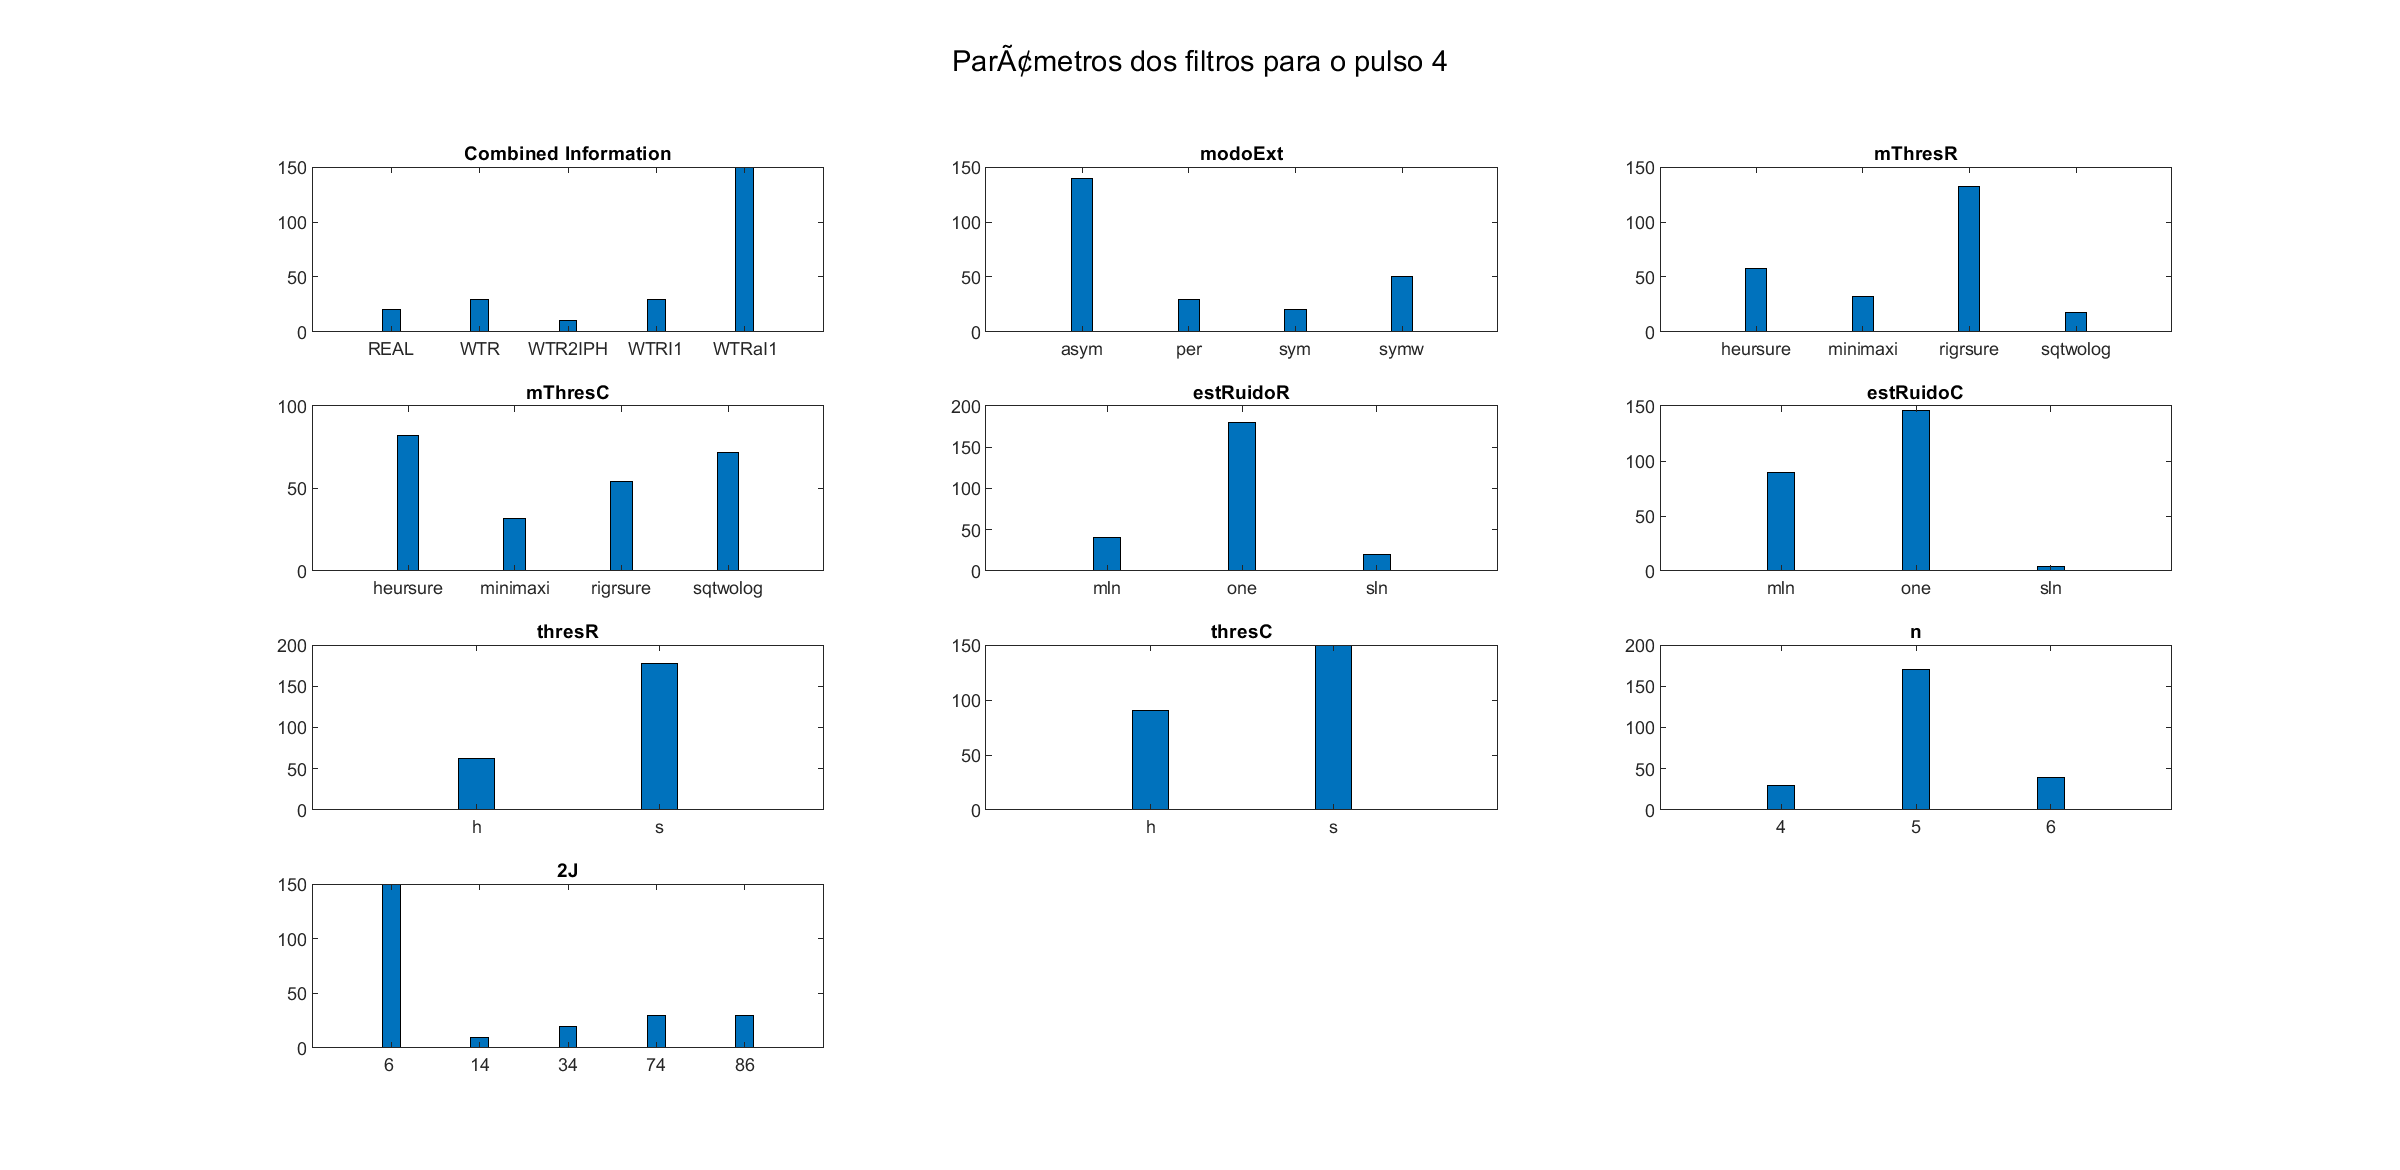 ParÃ¢metros dos filtros para o pulso 4
Combined Information
150
100
50
0
REAL WTR WTR2IPH WTRI1 WTRaI1
modoExt
150
100
50
0
asym per sym symw
mThresR
150
100
50
0
heursure minimaxi rigrsure sqtwolog
mThresC
100
50
0
heursure minimaxi rigrsure sqtwolog
estRuidoR
200
150
100
50
0
mln one sln
estRuidoC
150
100
50
0
mln one sln
thresR
200
150
100
50
0
h s
thresC
150
100
50
0
h s
n
200
150
100
50
0
4 5 6
2J
150
100
50
0
6 14 34 74 86